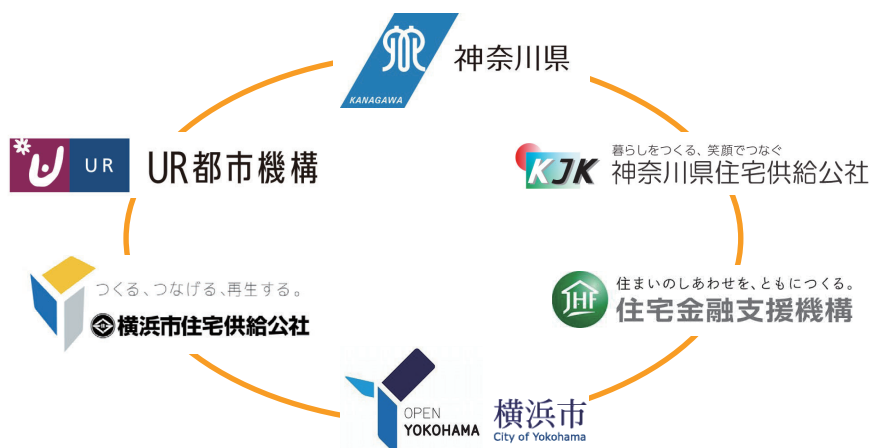 KANAGAWA
神奈川県
UR
UR都市機構
KJK
暮らしをつくる、笑顔でつなぐ
神奈川県住宅供給公社
つくる、つなげる、再生する。
横浜市住宅供給公社
JHF
住まいのしあわせを、ともにつくる。
住宅金融支援機構
OPEN
YOKOHAMA
横浜市
City of Yokohama